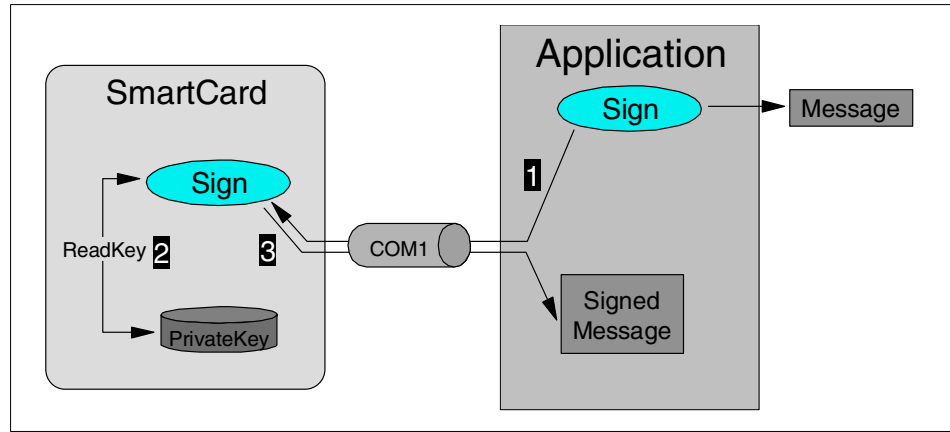 Application
SmartCard
Sign
Message
1
Sign
ReadKey 2
3
COM1
Signed
Message
PrivateKey